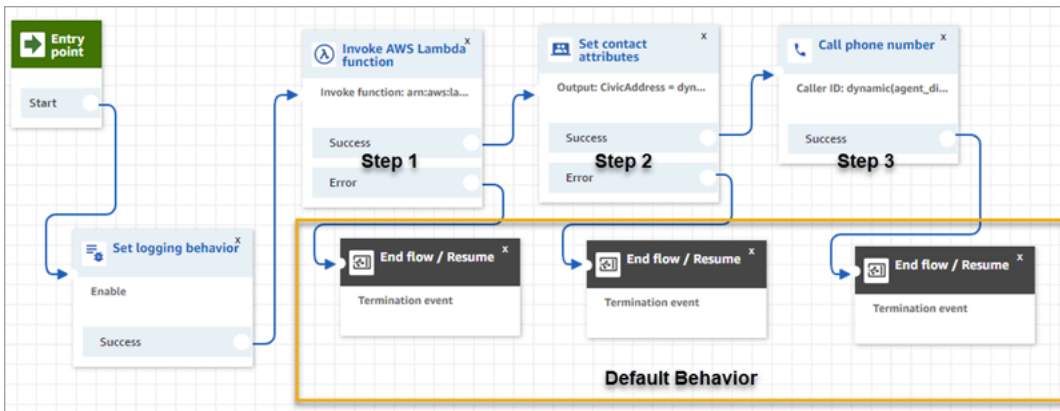 Entry
point
Start
Set logging behavior
x
Enable
Success
Invoke AWS Lambda
function
x
Invoke function: arn:aws:la...
Success
Step 1
Error
Set contact
attributes
x
Output: CivicAddress = dyn...
Success
Step 2
Error
Call phone number
x
Caller ID: dynamic(agent_di...
Success
Step 3
End flow / Resume
x
Termination event
End flow / Resume
x
Termination event
End flow / Resume
x
Termination event
Default Behavior